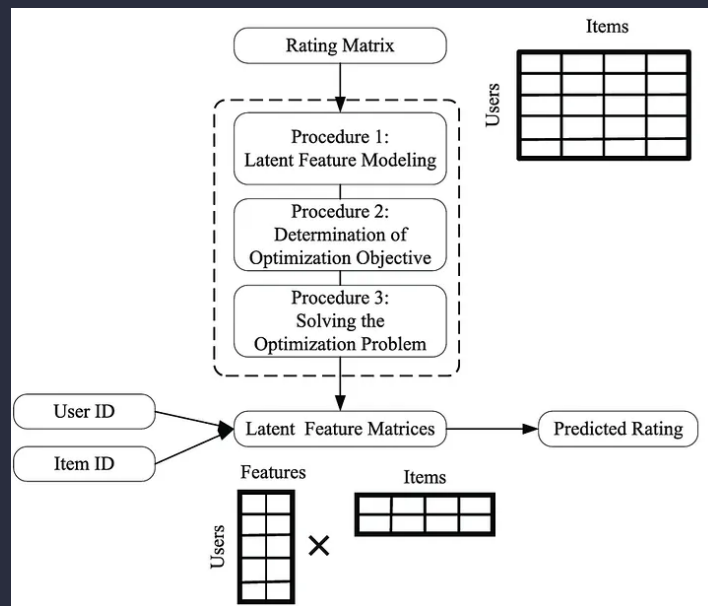 Items
Rating Matrix
Users
Procedure 1:
Latent Feature Modeling
Procedure 2:
Determination of
Optimization Objective
Procedure 3:
Solving the
Optimization Problem
User ID
Item ID
Latent Feature Matrices
Predicted Rating
Features
Items
Users
×